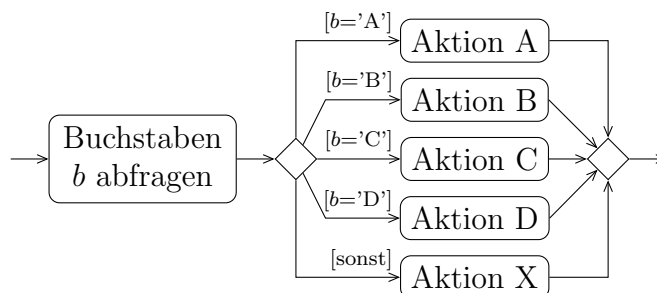 [b='A']
Aktion A
[b='B']
Aktion B
Buchstaben
b abfragen
[b='C']
Aktion C
[b='D']
Aktion D
[sonst]
Aktion X